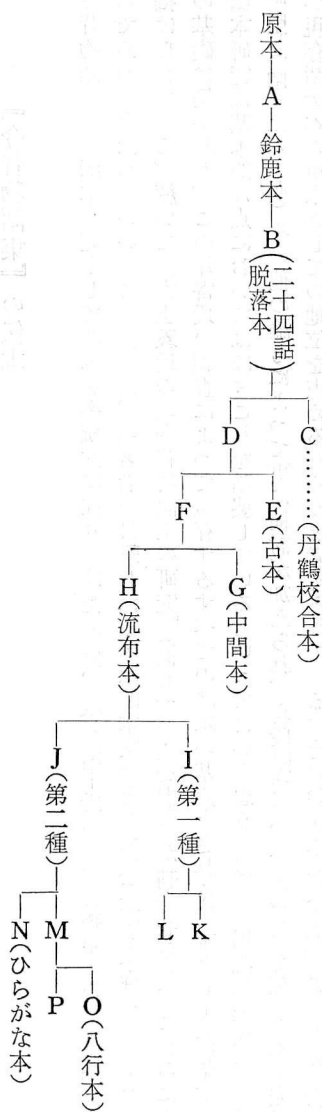 原本―A―鈴鹿本―B(二十四話脱落本)
C………(丹鶴校合本)
D
E(古本)
F
G(中間本)
H(流布本)
I(第一種)
K
L
J(第二種)
M
O(八行本)
P
N(ひらがな本)